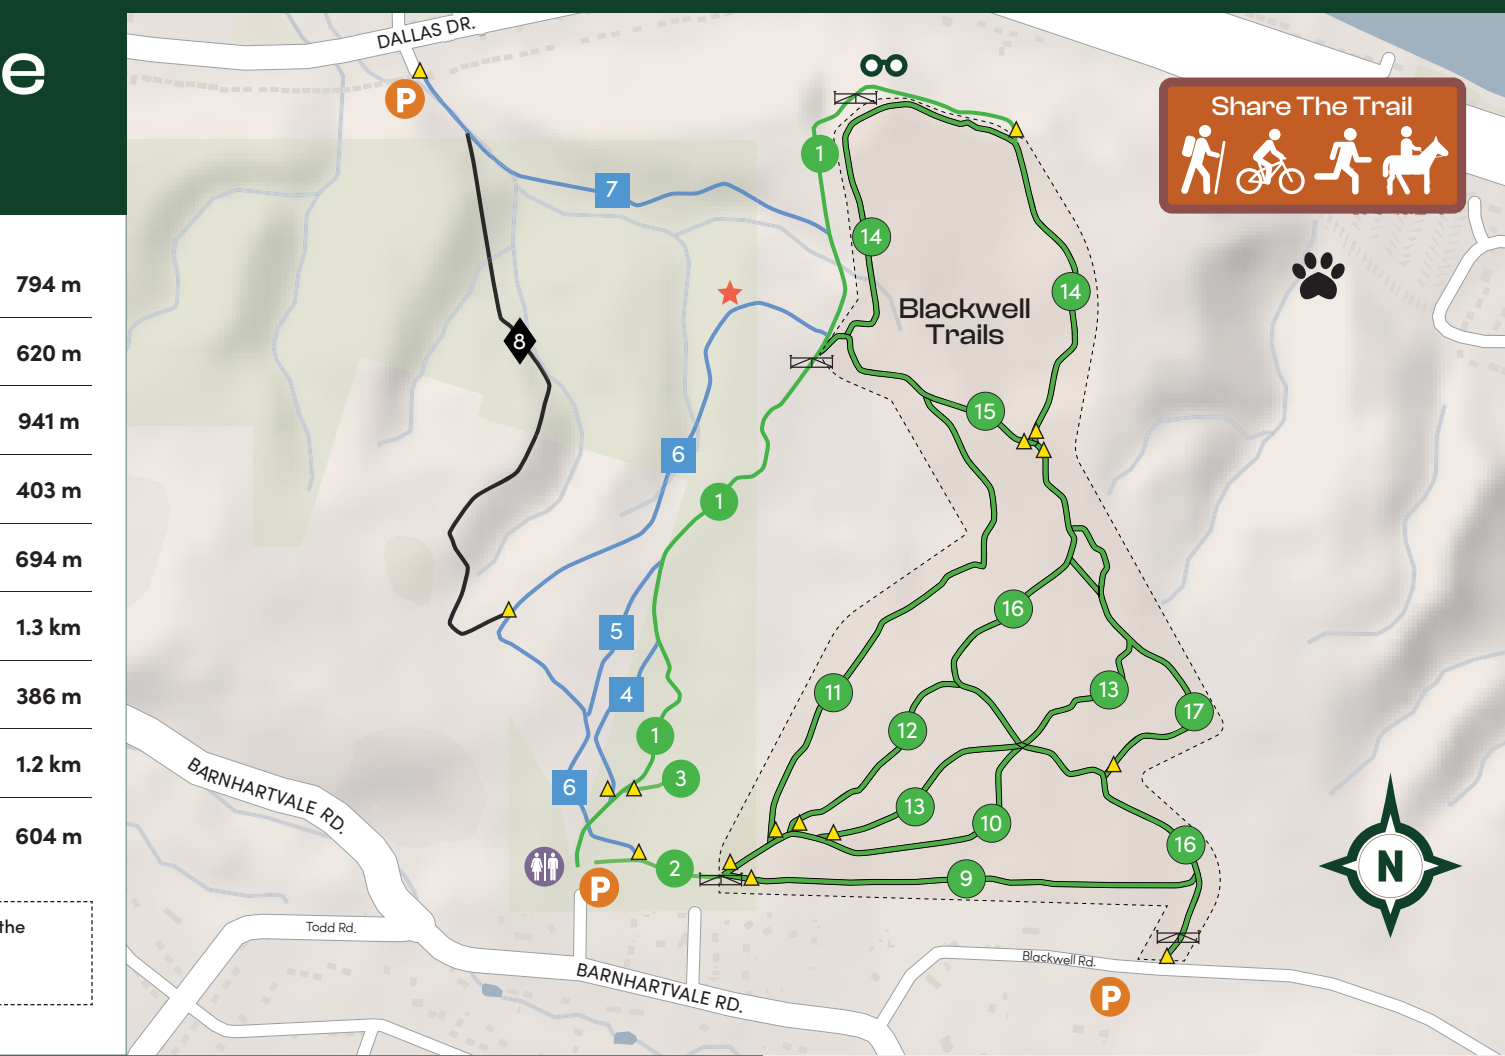 e
794 m
620 m
941 m
403 m
694 m
1.3 km
386 m
1.2 km
604 m
the
DALLAS DR.
P
Share The Trail
1
7
14
14
Blackwell
Trails
8
15
6
1
16
5
11
4
13
17
12
1
3
6
13
10
16
2
9
P
N
BARNHARTVALE RD.
Todd Rd.
BARNHARTVALE RD.
Blackwell Rd.
P